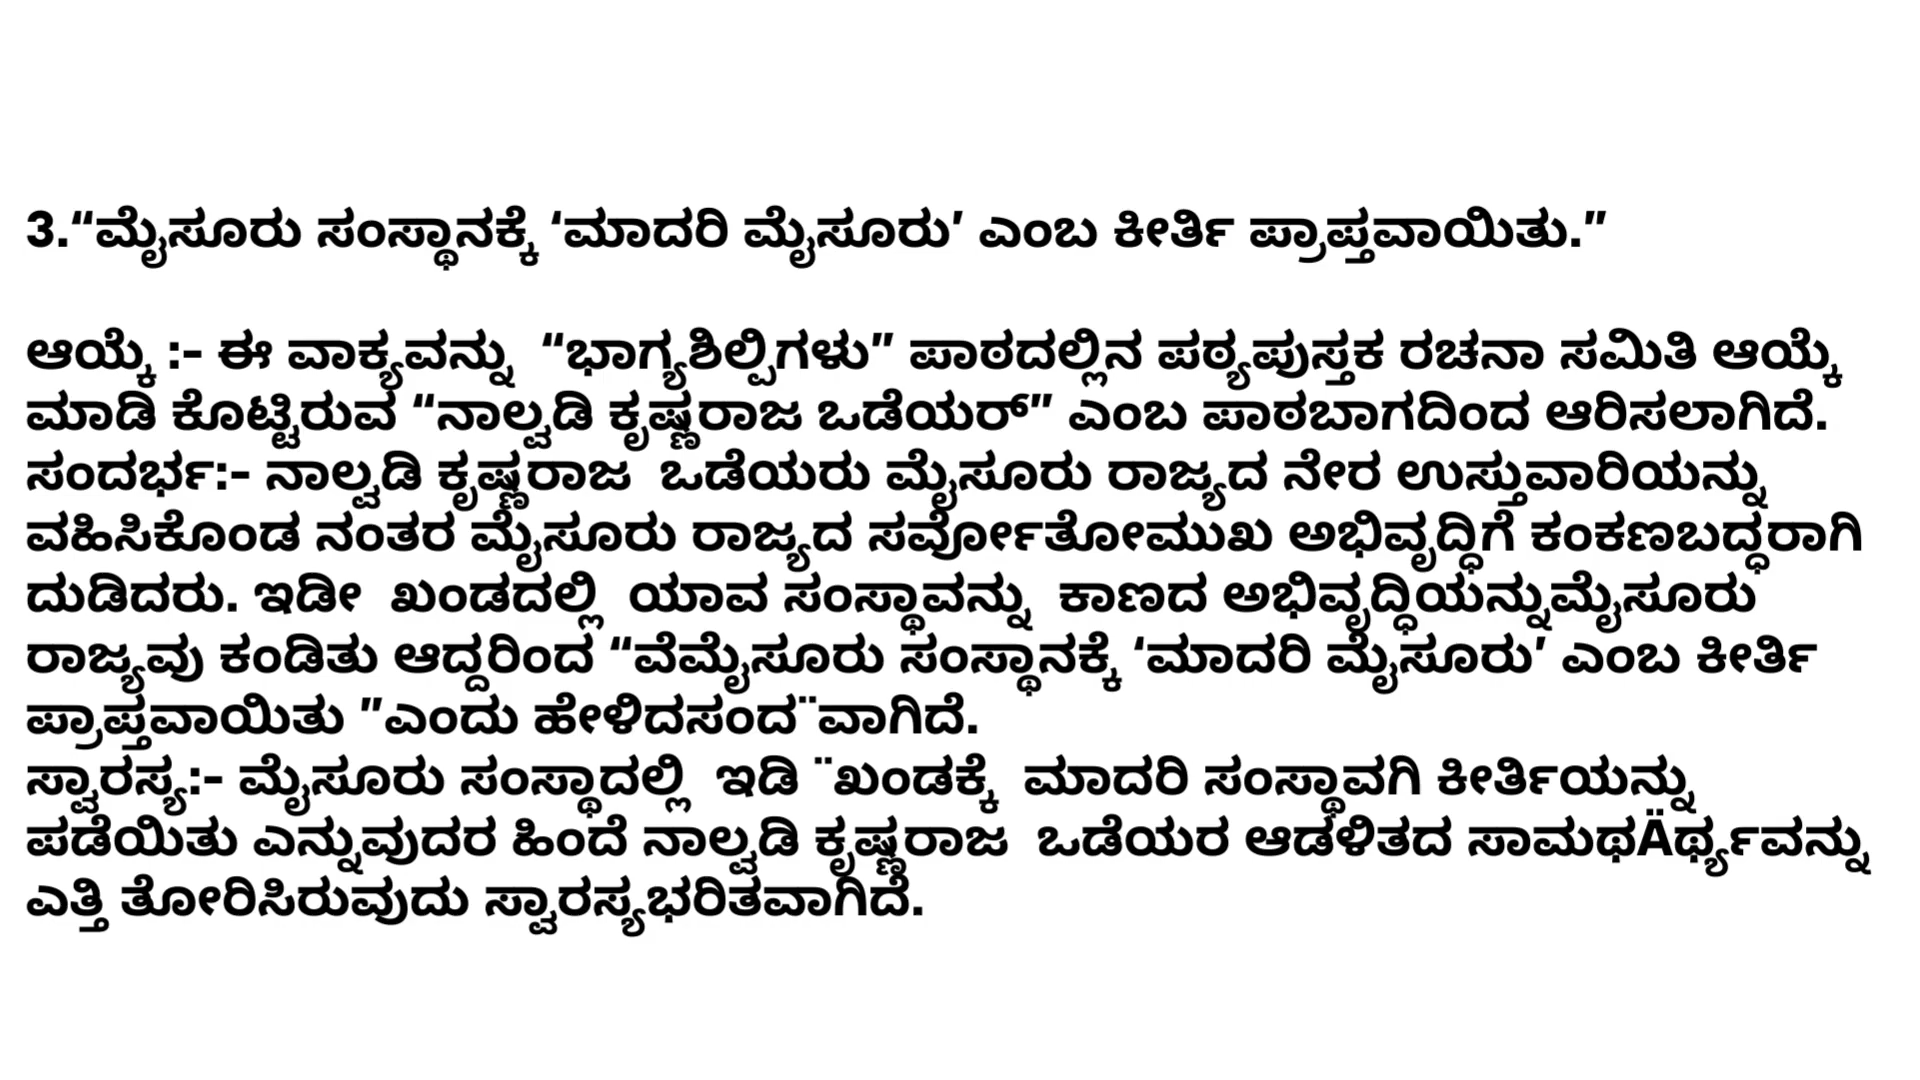 3.“ಮೈಸೂರು ಸಂಸ್ಥಾನಕ್ಕೆ ‘ಮಾದರಿ ಮೈಸೂರು’ ಎಂಬ ಕೀರ್ತಿ ಪ್ರಾಪ್ತವಾಯಿತು.”
ಆಯ್ಕೆ :- ಈ ವಾಕ್ಯವನ್ನು “ಭಾಗ್ಯಶಿಲ್ಪಿಗಳು” ಪಾಠದಲ್ಲಿನ ಪಠ್ಯಪುಸ್ತಕ ರಚನಾ ಸಮಿತಿ ಆಯ್ಕೆ
ಮಾಡಿ ಕೊಟ್ಟಿರುವ “ನಾಲ್ವಡಿ ಕೃಷ್ಣರಾಜ ಒಡೆಯರ್” ಎಂಬ ಪಾಠಬಾಗದಿಂದ ಆರಿಸಲಾಗಿದೆ.
ಸಂದರ್ಭ:- ನಾಲ್ವಡಿ ಕೃಷ್ಣರಾಜ ಒಡೆಯರು ಮೈಸೂರು ರಾಜ್ಯದ ನೇರ ಉಸ್ತುವಾರಿಯನ್ನು
ವಹಿಸಿಕೊಂಡ ನಂತರ ಮೈಸೂರು ರಾಜ್ಯದ ಸರ್ವೋತೋಮುಖ ಅಭಿವೃದ್ಧಿಗೆ ಕಂಕಣಬದ್ಧರಾಗಿ
ದುಡಿದರು. ಇಡೀ ಖಂಡದಲ್ಲಿ ಯಾವ ಸಂಸ್ಥಾವನ್ನು ಕಾಣದ ಅಭಿವೃದ್ಧಿಯನ್ನುಮೈಸೂರು
ರಾಜ್ಯವು ಕಂಡಿತು ಆದ್ದರಿಂದ “ವೆಮೈಸೂರು ಸಂಸ್ಥಾನಕ್ಕೆ ‘ಮಾದರಿ ಮೈಸೂರು’ ಎಂಬ ಕೀರ್ತಿ
ಪ್ರಾಪ್ತವಾಯಿತು ”ಎಂದು ಹೇಳಿದಸಂದ¨ವಾಗಿದೆ.
ಸ್ವಾರಸ್ಯ:- ಮೈಸೂರು ಸಂಸ್ಥಾದಲ್ಲಿ ಇಡಿ ¨ಖಂಡಕ್ಕೆ ಮಾದರಿ ಸಂಸ್ಥಾವಗಿ ಕೀರ್ತಿಯನ್ನು
ಪಡೆಯಿತು ಎನ್ನುವುದರ ಹಿಂದೆ ನಾಲ್ವಡಿ ಕೃಷ್ಣರಾಜ ಒಡೆಯರ ಆಡಳಿತದ ಸಾಮಥÄರ್ಥ್ಯವನ್ನು
ಎತ್ತಿ ತೋರಿಸಿರುವುದು ಸ್ವಾರಸ್ಯಭರಿತವಾಗಿದೆ.